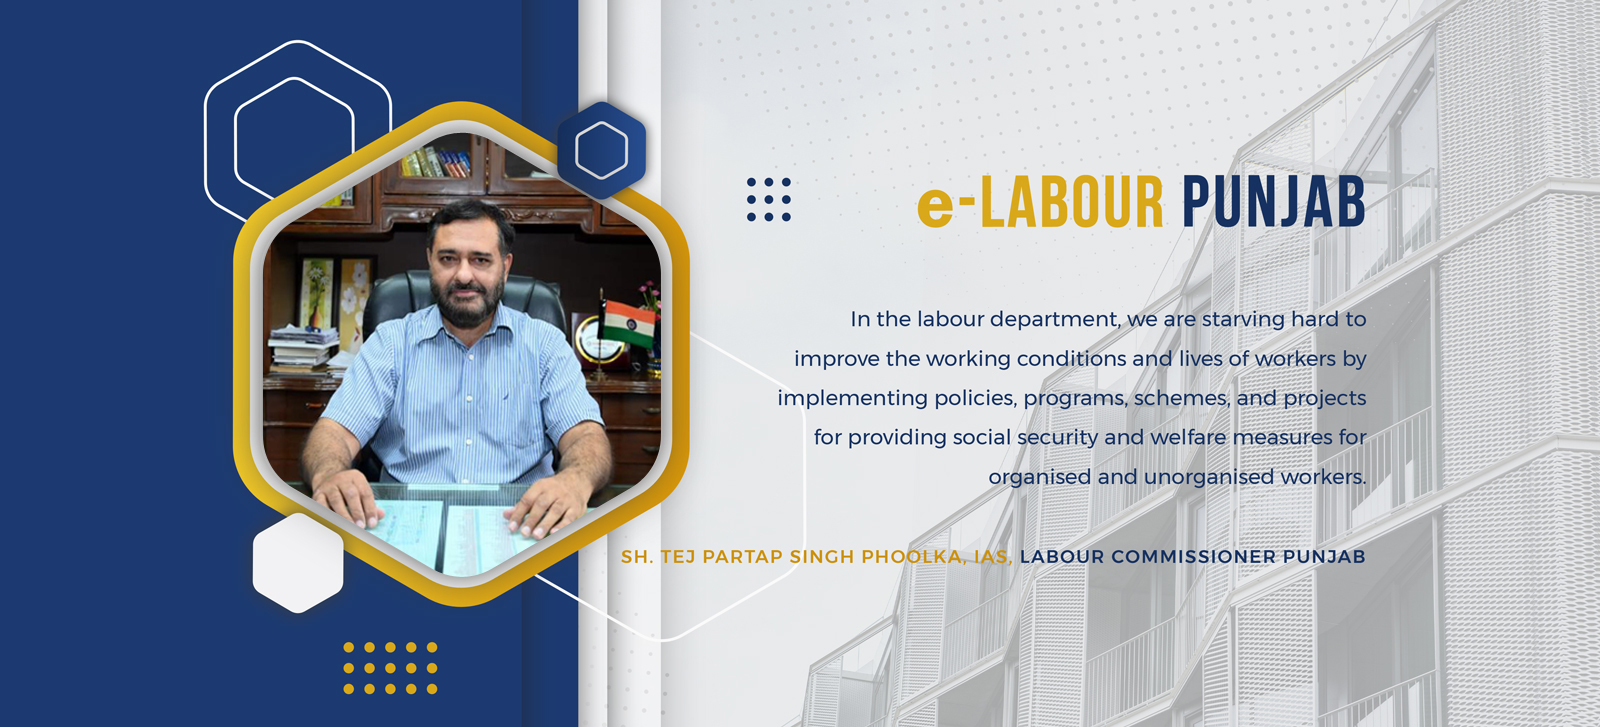 e-LABOUR PUNJAB
In the labour department, we are starving hard to
improve the working conditions and lives of workers by
implementing policies, programs, schemes, and projects
for providing social security and welfare measures for
organised and unorganised workers.
SH. TEJ PARTAP SINGH PHOOLKA, IAS, LABOUR COMMISSIONER PUNJAB